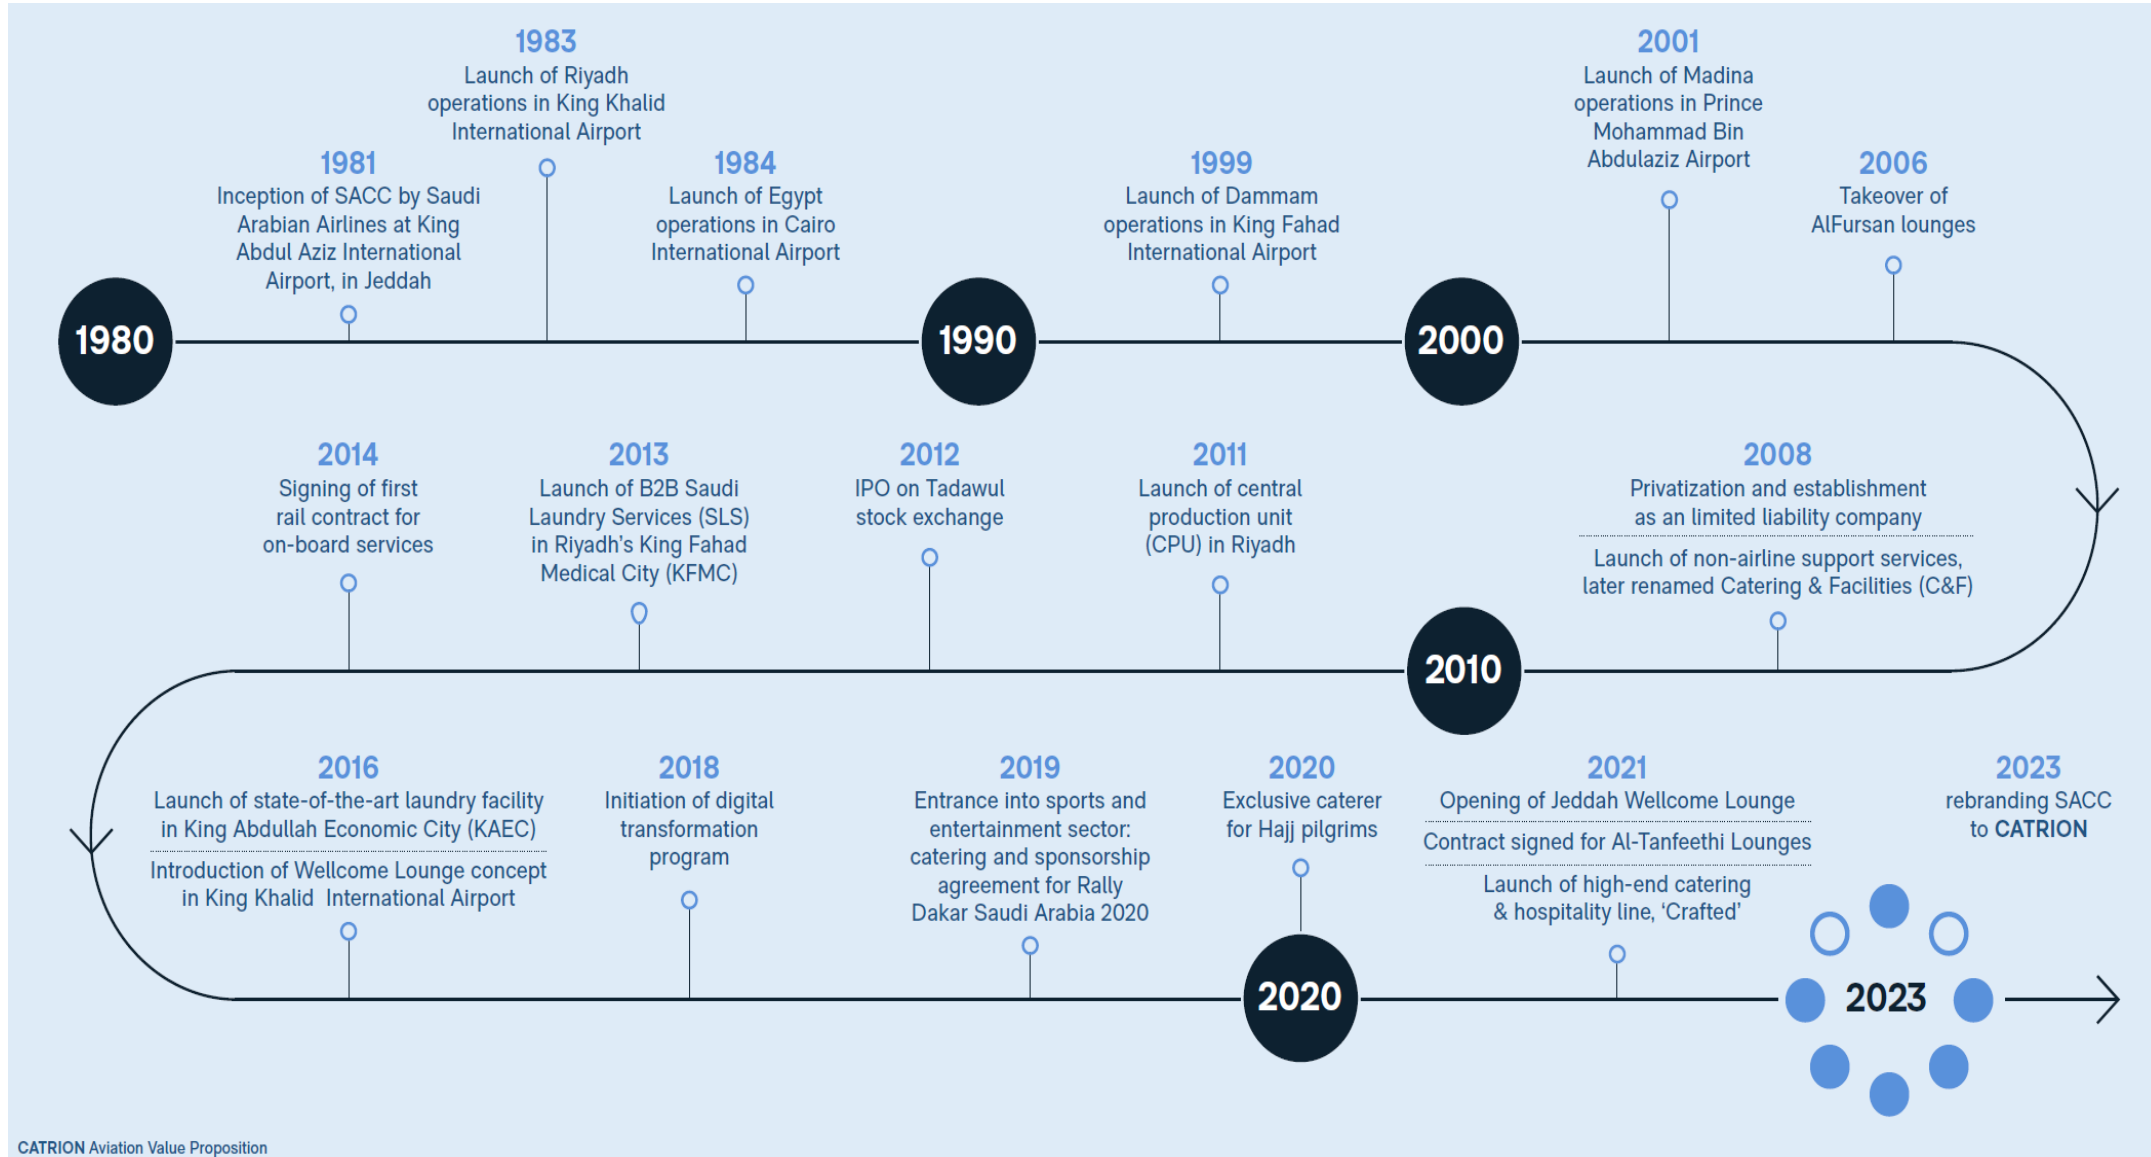 1983
Launch of Riyadh
operations in King Khalid
International Airport
2001
Launch of Madina
operations in Prince
Mohammad Bin
Abdulaziz Airport
1981
Inception of SACC by Saudi
Arabian Airlines at King
Abdul Aziz International
Airport, in Jeddah
1984
Launch of Egypt
operations in Cairo
International Airport
1999
Launch of Dammam
operations in King Fahad
International Airport
2006
Takeover of
AlFursan lounges
1980
1990
2000
2014
Signing of first
rail contract for
on-board services
2013
Launch of B2B Saudi
Laundry Services (SLS)
in Riyadh's King Fahad
Medical City (KFMC)
2012
IPO on Tadawul
stock exchange
2011
Launch of central
production unit
(CPU) in Riyadh
2008
Privatization and establishment
as an limited liability company
Launch of non-airline support services,
later renamed Catering & Facilities (C&F)
2010
2016
Launch of state-of-the-art laundry facility
in King Abdullah Economic City (KAEC)
Introduction of Wellcome Lounge concept
in King Khalid International Airport
2018
Initiation of digital
transformation
program
2019
Entrance into sports and
entertainment sector:
catering and sponsorship
agreement for Rally
Dakar Saudi Arabia 2020
2020
Exclusive caterer
for Hajj pilgrims
2021
Opening of Jeddah Wellcome Lounge
Contract signed for Al-Tanfeethi Lounges
Launch of high-end catering
& hospitality line, 'Crafted'
2023
rebranding SACC
to CATRION
2020
2023
CATRION Aviation Value Proposition